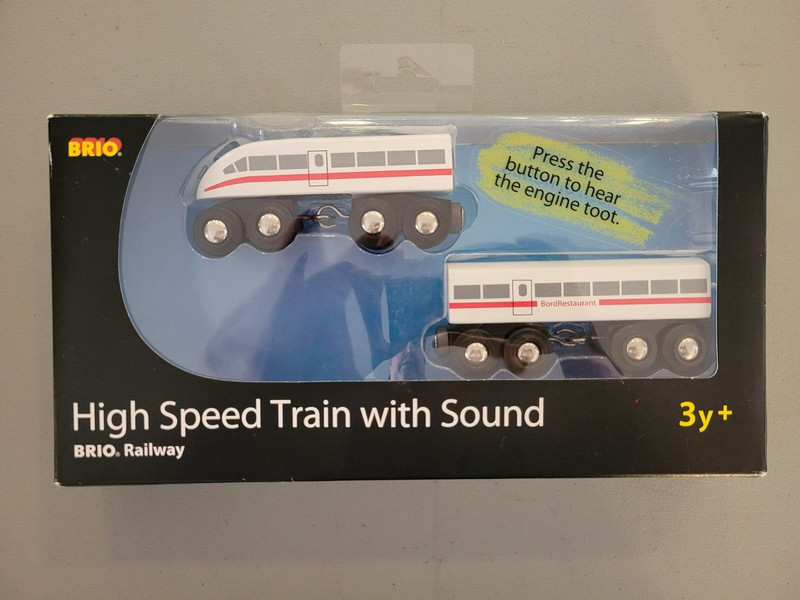 BRIO®
Press the
button to hear
the engine toot.
BordRestaurant
High Speed Train with Sound
3y+
BRIO® Railway